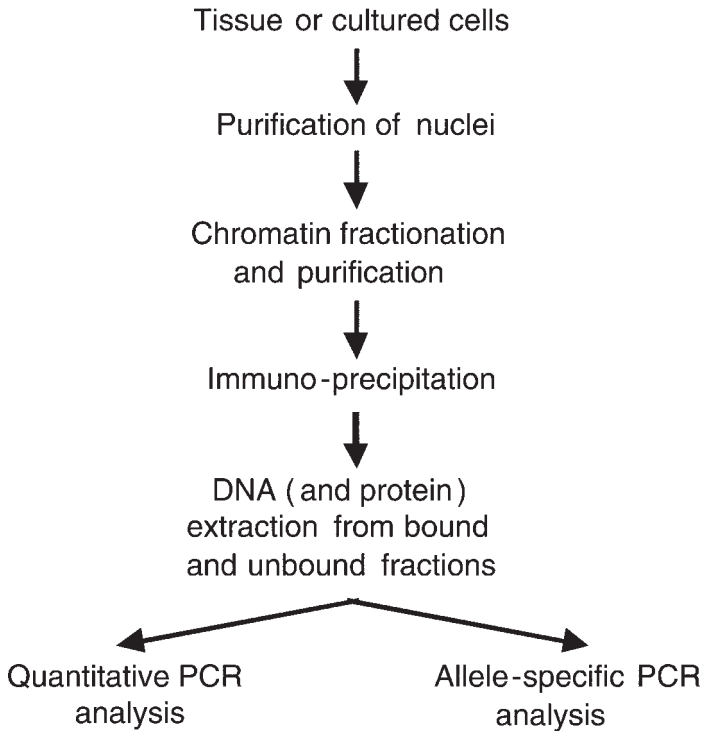 Tissue or cultured cells
Purification of nuclei
Chromatin fractionation
and purification
Immuno-precipitation
DNA (and protein)
extraction from bound
and unbound fractions
Quantitative PCR
analysis
Allele-specific PCR
analysis